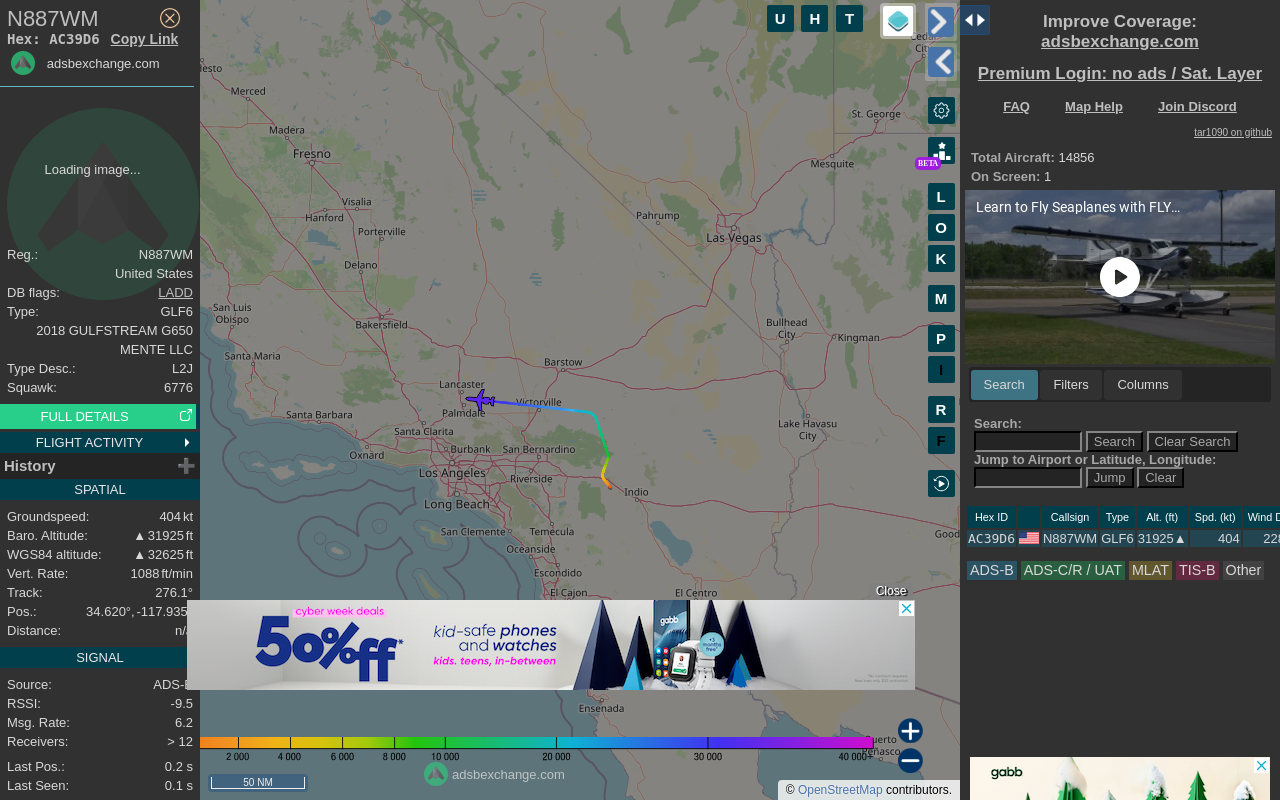 N887WM
Hex: AC39D6 Copy Link
adsbexchange.com
Loading image...
Reg.: N887WM
United States
DB flags: LADD
Type: GLF6
2018 GULFSTREAM G650
MENTE LLC
Type Desc.: L2J
Squawk: 6776
FULL DETAILS
FLIGHT ACTIVITY
History
SPATIAL
Groundspeed: 404 kt
Baro. Altitude: ▲ 31925 ft
WGS84 altitude: ▲ 32625 ft
Vert. Rate: 1088 ft/min
Track: 276.1°
Pos.: 34.620°, -117.935
Distance:
SIGNAL
Source: ADS-
RSSI: -9.5
Msg. Rate: 6.2
Receivers: > 12
Last Pos.: 0.2 s
Last Seen: 0.1 s
U H T
L
O
K
M
P
I
R
F
BETA
Merced
Madera
Fresno
Visalia
Hanford
Porterville
Delano
San Luis
Obispo
Bakersfield
Santa Maria
Santa Barbara
Lancaster
Palmdale
Santa Clarita
Oxnard
Burbank
Los Angeles
Long Beach
San Bernardino
Riverside
Victorville
Barstow
Indio
Temecula
San Clemente
Oceanside
Escondido
El Cajon
El Centro
Ensenada
St. George
Mesquite
Pahrump
Las Vegas
Bullhead
City
Kingman
Lake Havasu
City
Puerto
Peñasco
Close
cyber week deals
50% off*
kid-safe phones
and watches
kids. teens, in-between
gabb
+3
months
free*
2 000 4 000 6 000 8 000 10 000 20 000 30 000 40 000+
adsbexchange.com
50 NM
© OpenStreetMap contributors.
Improve Coverage:
adsbexchange.com
Premium Login: no ads / Sat. Layer
FAQ Map Help Join Discord
tar1090 on github
Total Aircraft: 14856
On Screen: 1
Learn to Fly Seaplanes with FLY...
Search Filters Columns
Search:
Search Clear Search
Jump to Airport or Latitude, Longitude:
Jump Clear
Hex ID Callsign Type Alt. (ft) Spd. (kt) Wind D
AC39D6 N887WM GLF6 31925▲ 404 228
ADS-B ADS-C/R / UAT MLAT TIS-B Other
gabb